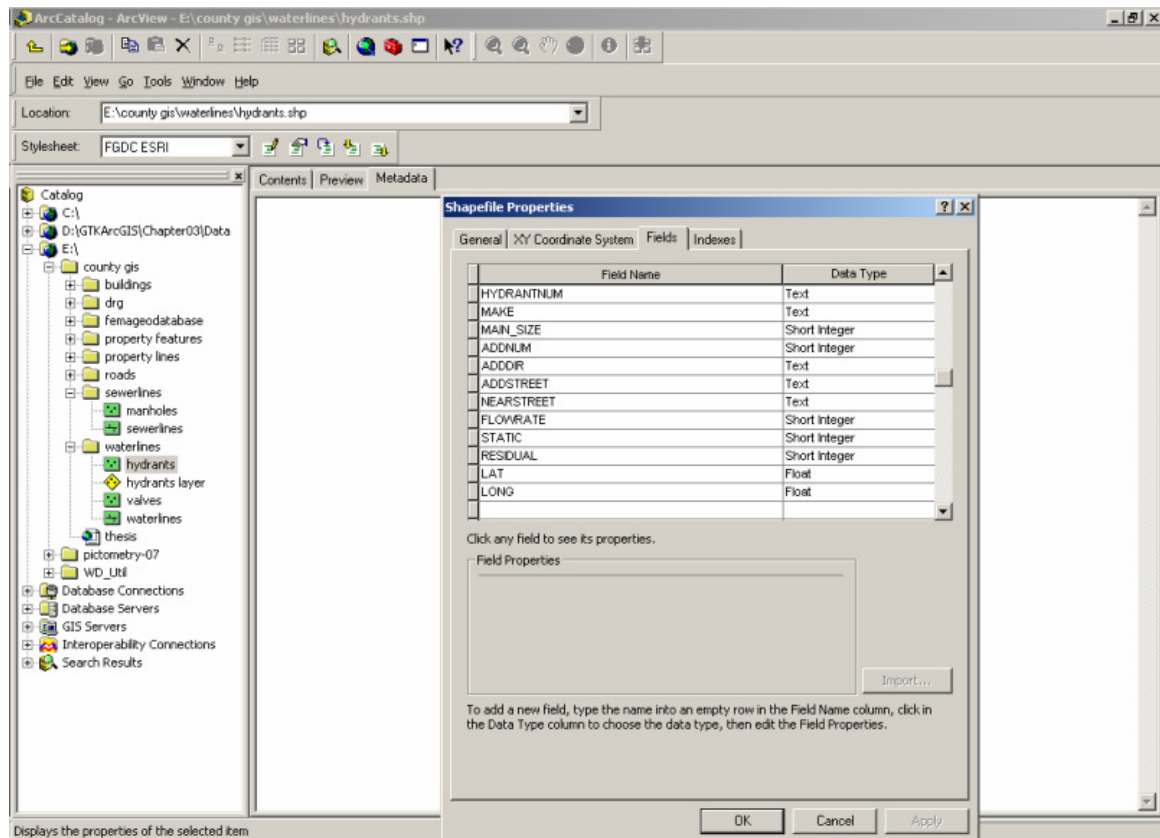 ArcCatalog - ArcView - E:\county gis\waterlines\hydrants.shp
File Edit View Go Tools Window Help
Location: E:\county gis\waterlines\hydrants.shp
Stylesheet: FGDC ESRI
Contents Preview Metadata
Catalog
C:\
D:\GTKArcGIS\Chapter03\Data
E:\
county gis
buildings
drg
femageodatabase
property features
property lines
roads
sewerlines
manholes
sewerlines
waterlines
hydrants
hydrants layer
valves
waterlines
thesis
pictometry-07
WD_Util
Database Connections
Database Servers
GIS Servers
Interoperability Connections
Search Results
Shapefile Properties
General XY Coordinate System Fields Indexes
Field Name Data Type
HYDRANTNUM Text
MAKE Text
MAIN_SIZE Short Integer
ADDNUM Short Integer
ADDDIR Text
ADDSTREET Text
NEARSTREET Text
FLOWRATE Short Integer
STATIC Short Integer
RESIDUAL Short Integer
LAT Float
LONG Float
Click any field to see its properties.
Field Properties
Import...
To add a new field, type the name into an empty row in the Field Name column, click in
the Data Type column to choose the data type, then edit the Field Properties.
OK Cancel Apply
Displays the properties of the selected item